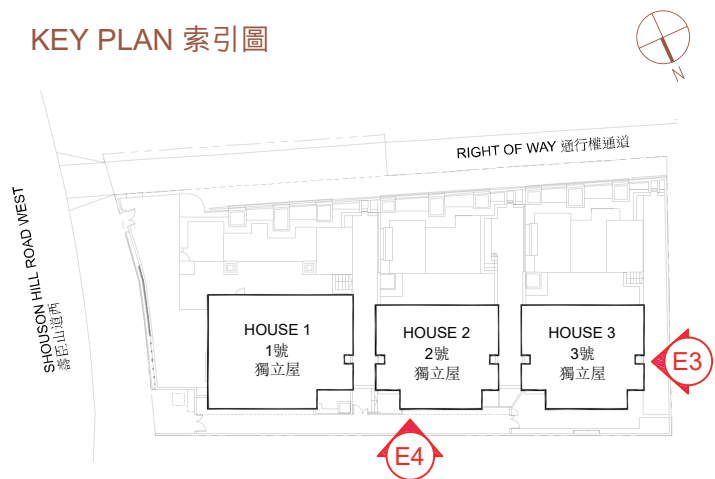 KEY PLAN 索引圖
N
RIGHT OF WAY 通行權通道
SHOUSON HILL ROAD WEST
壽臣山道西
HOUSE 1
1號
獨立屋
HOUSE 2
2號
獨立屋
HOUSE 3
3號
獨立屋
E3
E4